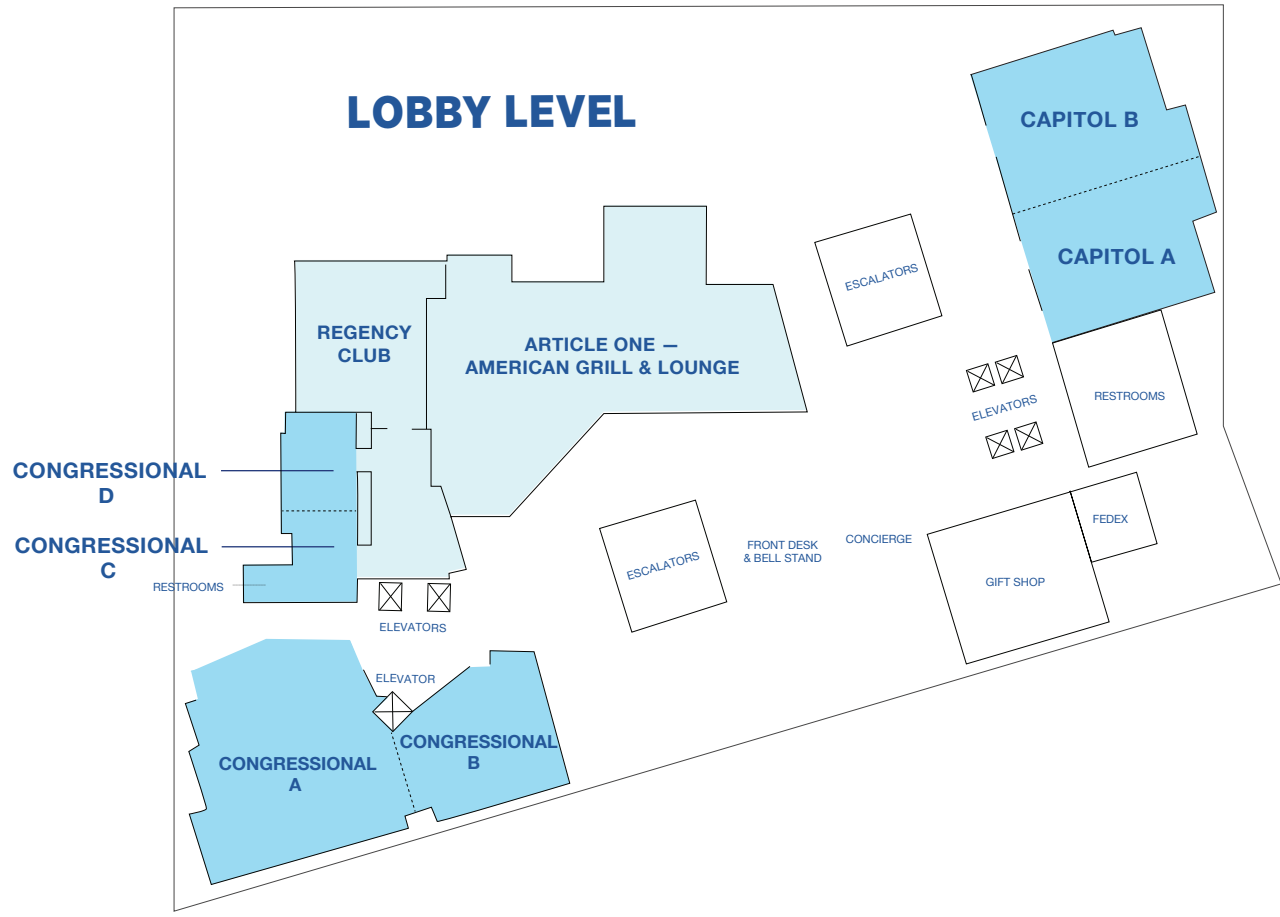 LOBBY LEVEL
CAPITOL B
CAPITOL A
ESCALATORS
REGENCY
CLUB
ARTICLE ONE —
AMERICAN GRILL & LOUNGE
ELEVATORS
RESTROOMS
CONGRESSIONAL
D
CONGRESSIONAL
C
RESTROOMS
ESCALATORS
FRONT DESK
& BELL STAND
CONCIERGE
FEDEX
GIFT SHOP
ELEVATORS
ELEVATOR
CONGRESSIONAL
A
CONGRESSIONAL
B